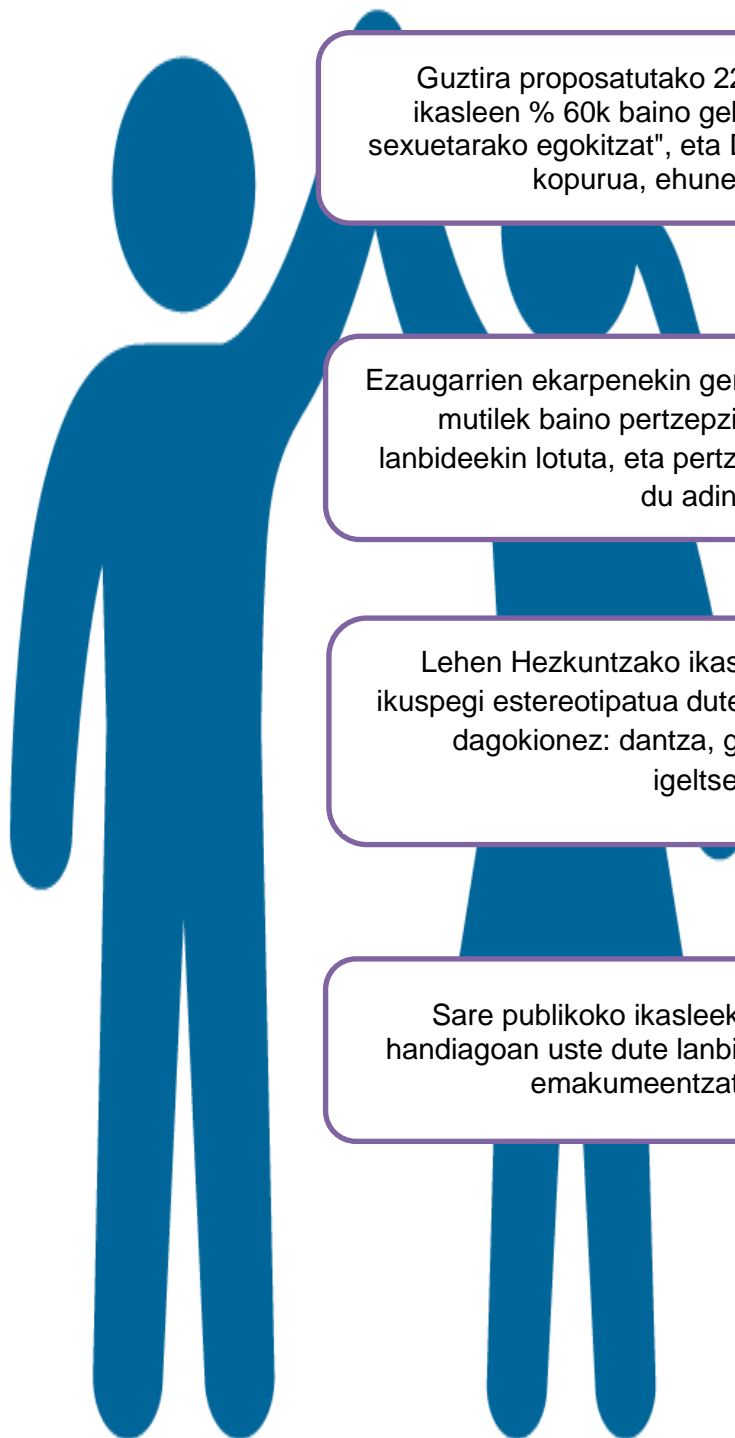 Guztira proposatutako 22
ikasleen % 60k baino gel
sexuetarako egokitzat", eta D
kopurua, ehune
Ezaugarrien ekarpenekin ger
mutilek baino pertzepzi
lanbideekin lotuta, eta pertz
du adin
Lehen Hezkuntzako ikas
ikuspegi estereotipatua dute
dagokionez: dantza, g
igeltse
Sare publikoko ikasleek
handiagoan uste dute lanbi
emakumeentzat